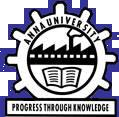 ANNA UNIVERSITY
PROGRESS THROUGH KNOWLEDGE